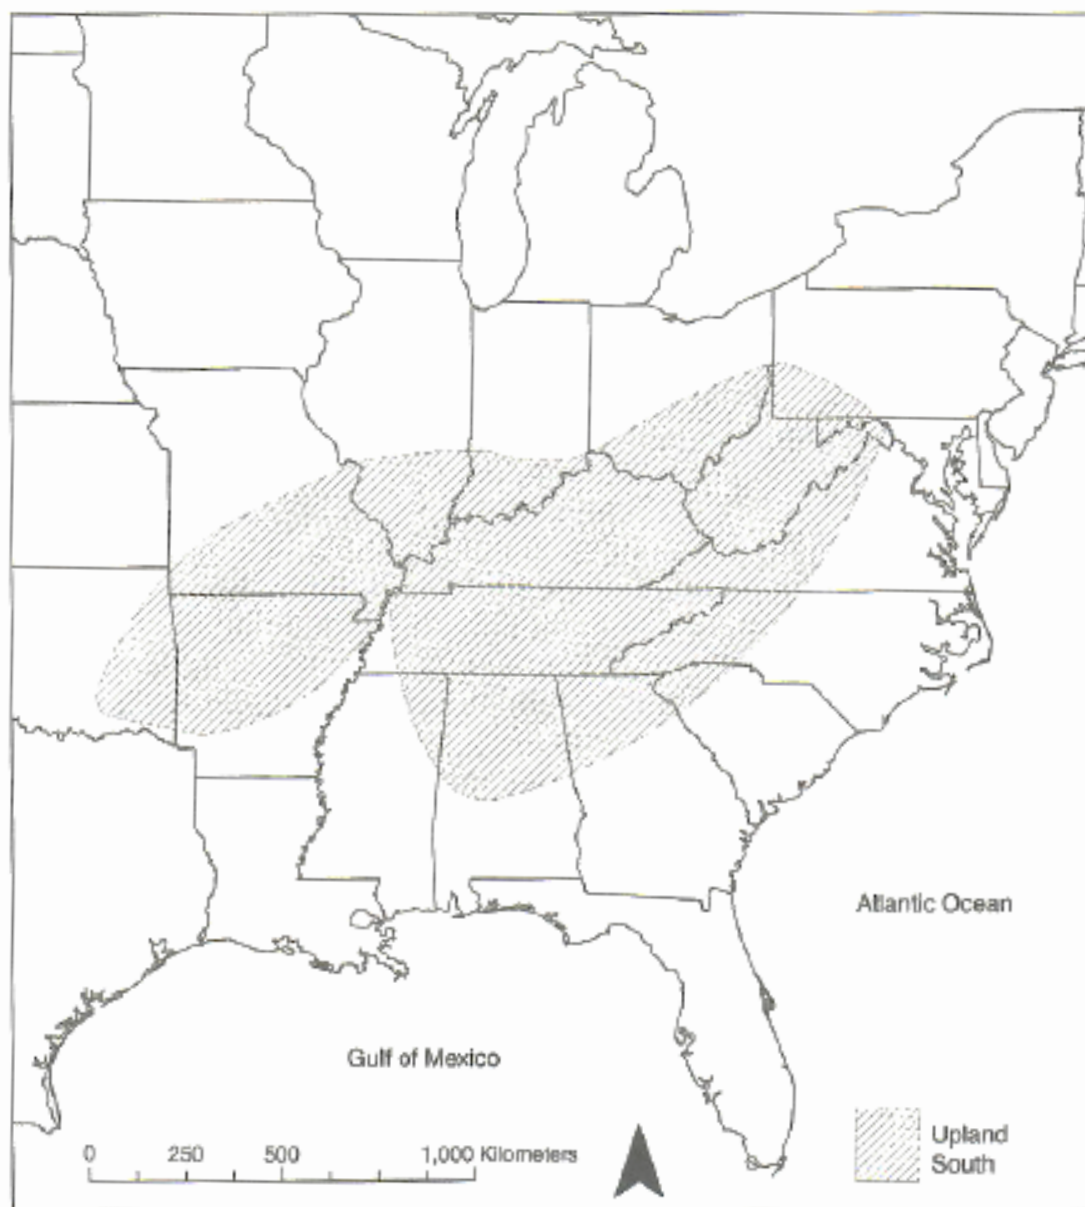 Atlantic Ocean
Gulf of Mexico
0 250 500 1,000 Kilometers
Upland
South